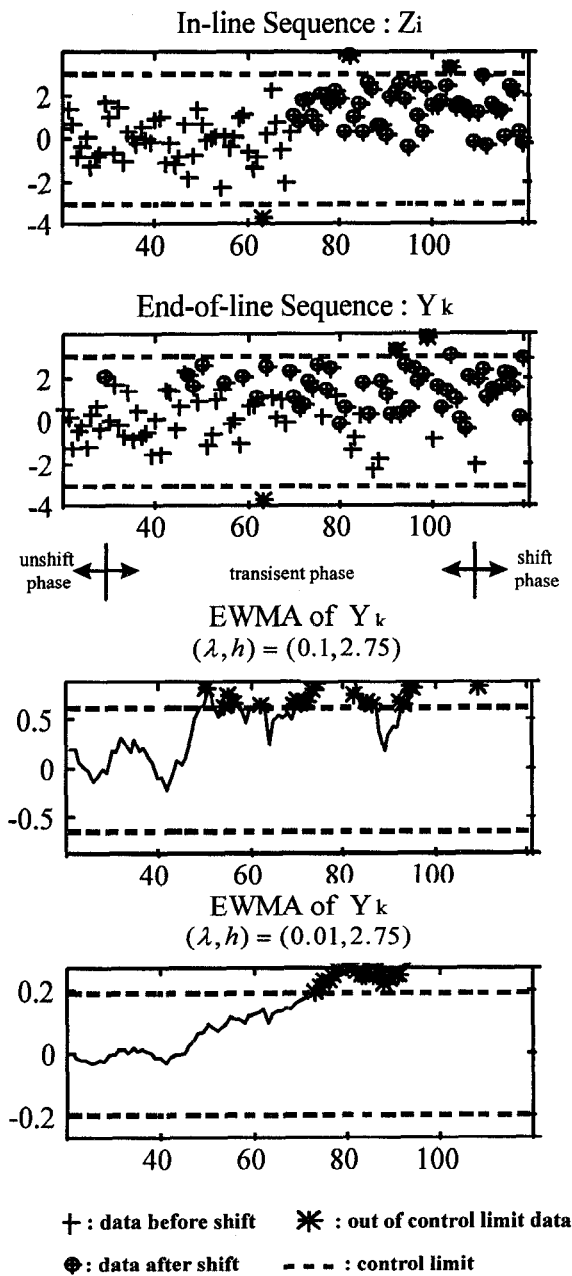 In-line Sequence : Zi
2
0
-2
-4
40 60 80 100
End-of-line Sequence : Y k
2
0
-2
-4
40 60 80 100
unshift phase transisent phase shift phase
EWMA of Y k
(λ,h) = (0.1,2.75)
0.5
0
-0.5
40 60 80 100
EWMA of Yk
(λ,h) = (0.01,2.75)
0.2
0
-0.2
40 60 80 100
+ : data before shift : out of control limit data
: data after shift --- : control limit